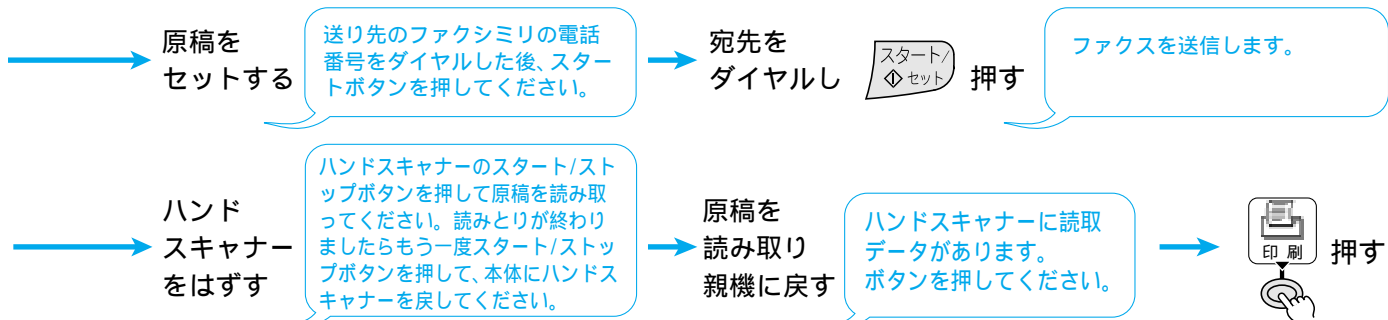 原稿を
セットする
送り先のファクシミリの電話
番号をダイヤルした後、スター
トボタンを押してください。
宛先を
ダイヤルし
スタート/
セット
押す
ファクスを送信します。
ハンド
スキャナー
をはずす
ハンドスキャナーのスタート/スト
ップボタンを押して原稿を読み取
ってください。読みとりが終わり
ましたらもう一度スタート/ストッ
プボタンを押して、本体にハンドス
キャナーを戻してください。
原稿を
読み取り
親機に戻す
ハンドスキャナーに読取
データがあります。
ボタンを押してください。
印刷
押す